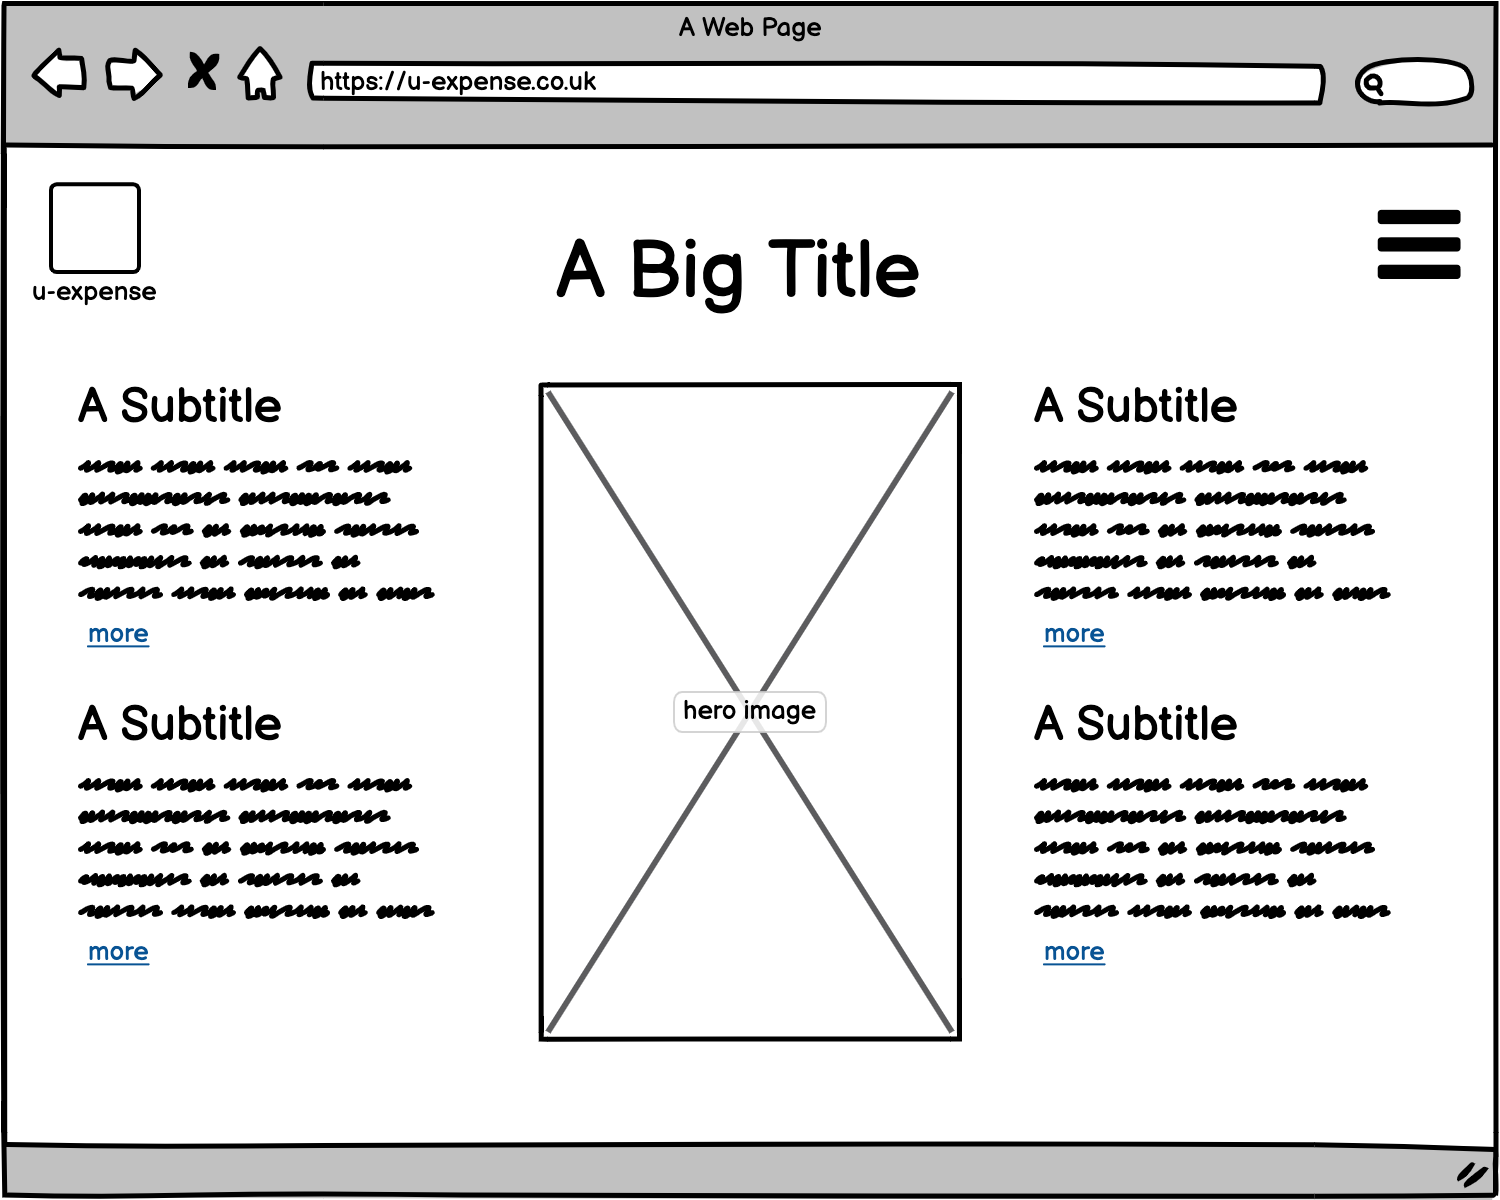 A Web Page
https://u-expense.co.uk
u-expense
A Big Title
A Subtitle
more
A Subtitle
more
hero image
A Subtitle
more
A Subtitle
more